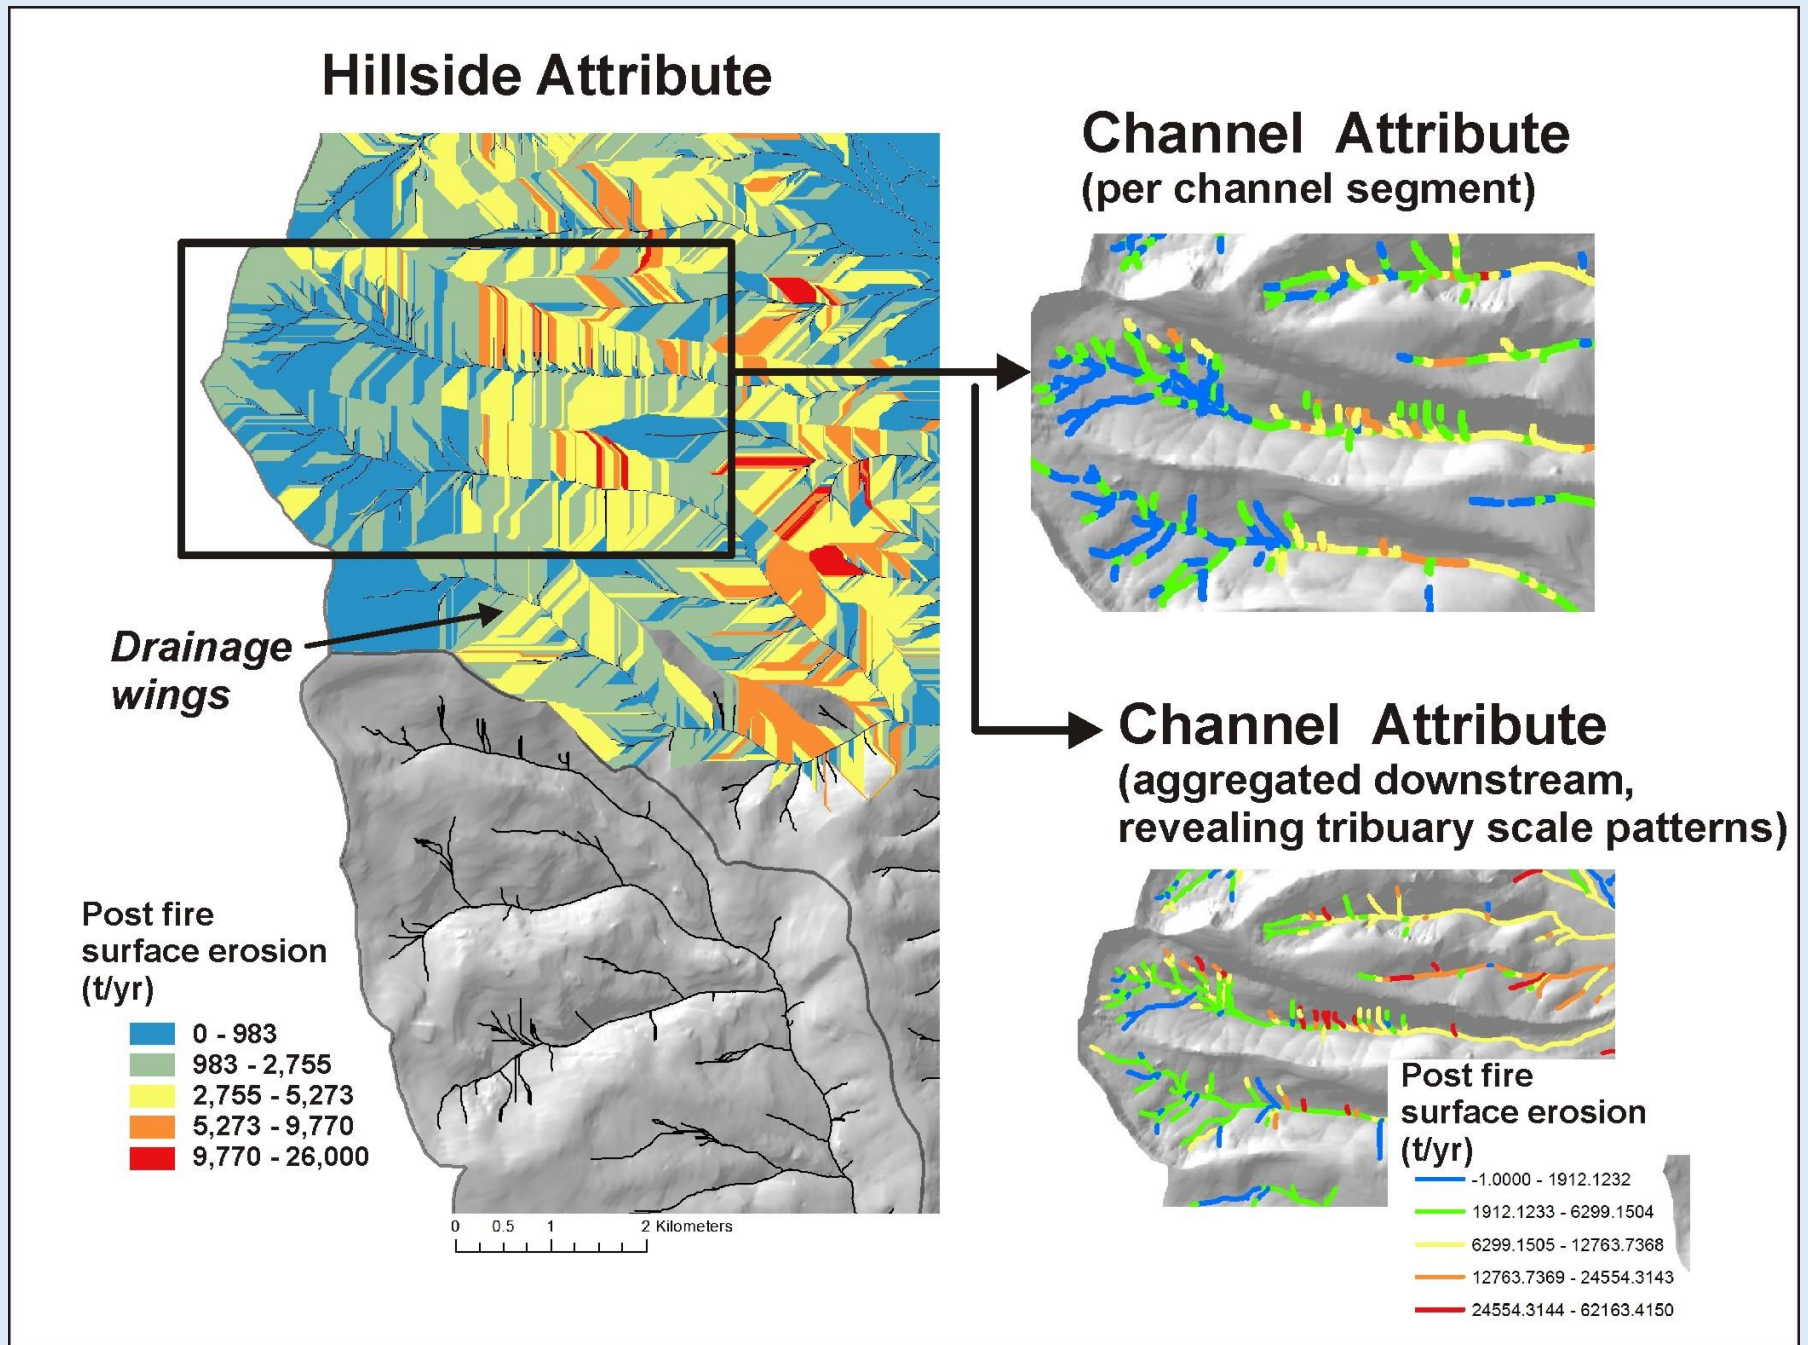 Hillside Attribute
Channel Attribute
(per channel segment)
Drainage
wings
Channel Attribute
(aggregated downstream,
revealing tribuary scale patterns)
Post fire
surface erosion
(t/yr)
0 - 983
983 - 2,755
2,755 - 5,273
5,273 - 9,770
9,770 - 26,000
0 0.5 1 2 Kilometers
Post fire
surface erosion
(t/yr)
-1.0000 - 1912.1232
1912.1233 - 6299.1504
6299.1505 - 12763.7368
12763.7369 - 24554.3143
24554.3144 - 62163.4150